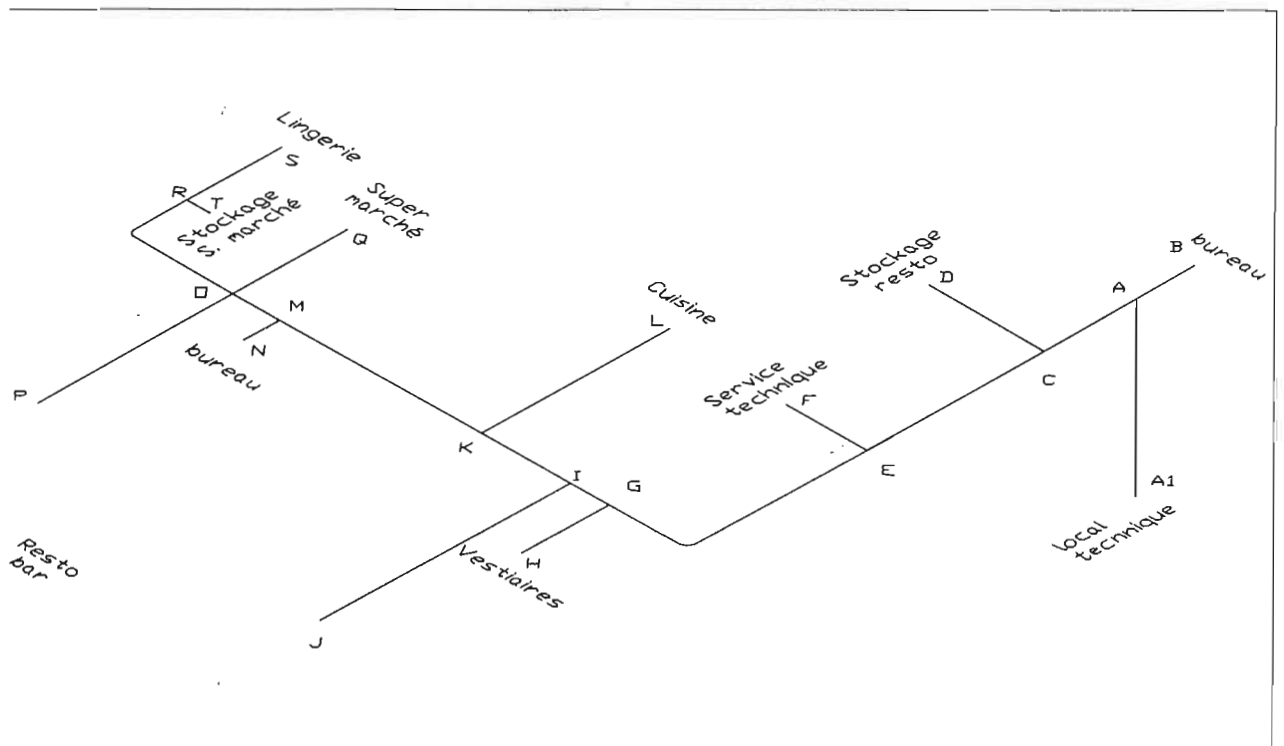 Lingerie
S
R
T
Stockage
S/S marché
Super
marché
Q
O
M
N
bureau
P
Cuisine
L
K
I
G
H
Vestiaires
J
Resto
bar
Stockage
resto
D
Service
technique
F
E
C
A
B
bureau
A1
local
technique